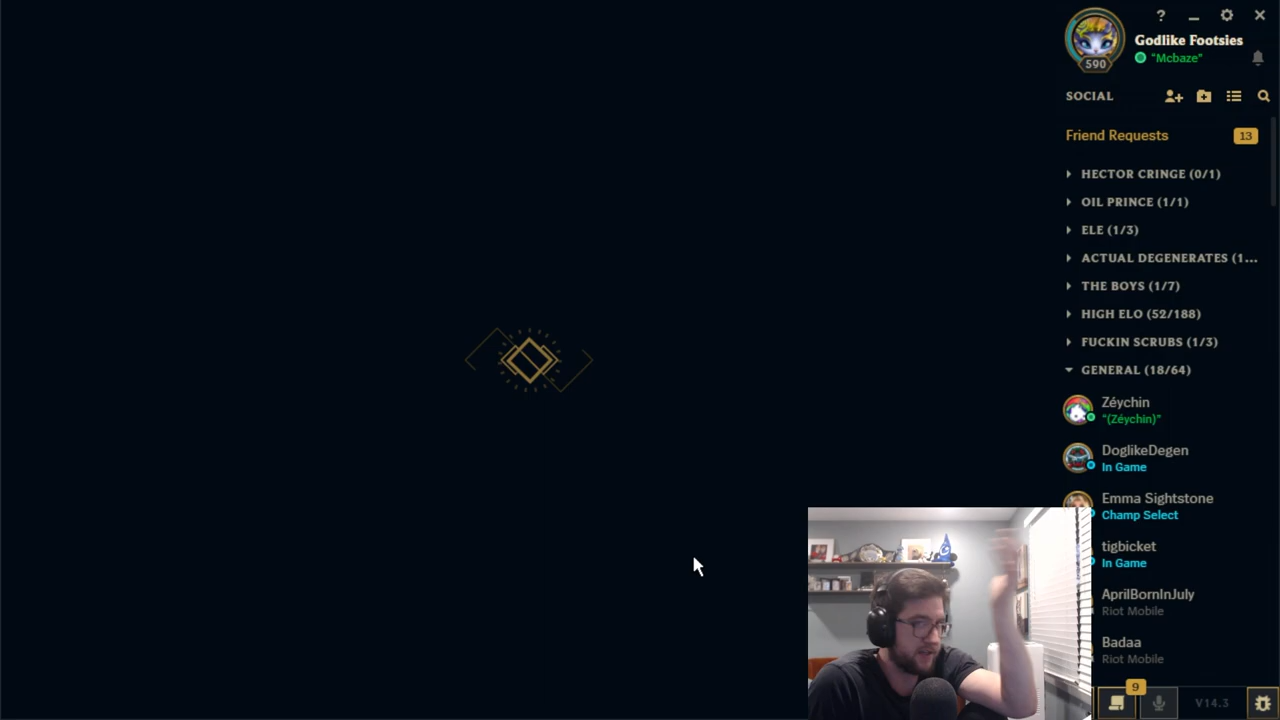 ?
Godlike Footsies
590
"Mcbaze"
SOCIAL
Friend Requests
13
HECTOR CRINGE (0/1)
OIL PRINCE (1/1)
ELE (1/3)
ACTUAL DEGENERATES (1...
THE BOYS (1/7)
HIGH ELO (52/188)
FUCKIN SCRUBS (1/3)
GENERAL (18/64)
Zéychin
"(Zéychin)"
DoglikeDegen
In Game
Emma Sightstone
Champ Select
tigbicket
In Game
AprilBornInJuly
Riot Mobile
Badaa
Riot Mobile
9
V14.3